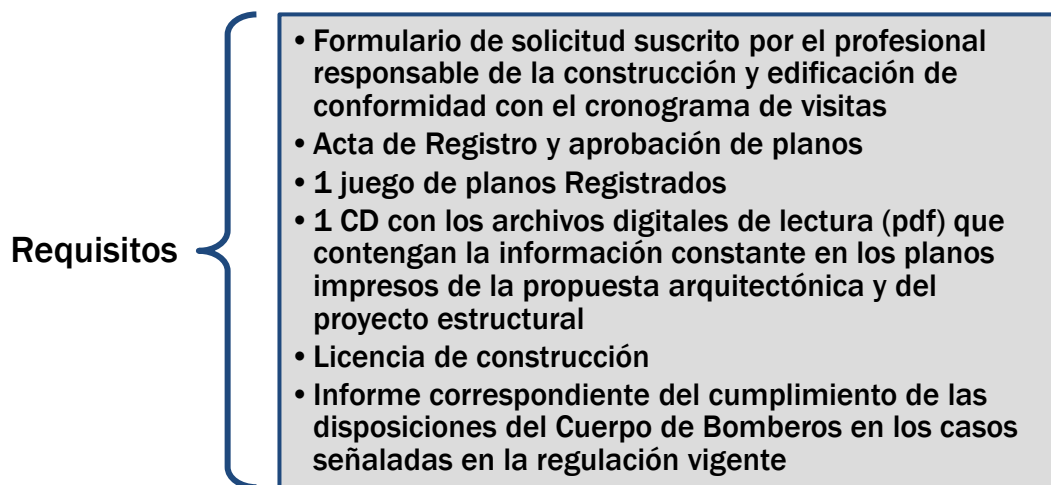 Requisitos
• Formulario de solicitud suscrito por el profesional
responsable de la construcción y edificación de
conformidad con el cronograma de visitas
• Acta de Registro y aprobación de planos
• 1 juego de planos Registrados
• 1 CD con los archivos digitales de lectura (pdf) que
contengan la información constante en los planos
impresos de la propuesta arquitectónica y del
proyecto estructural
• Licencia de construcción
• Informe correspondiente del cumplimiento de las
disposiciones del Cuerpo de Bomberos en los casos
señaladas en la regulación vigente